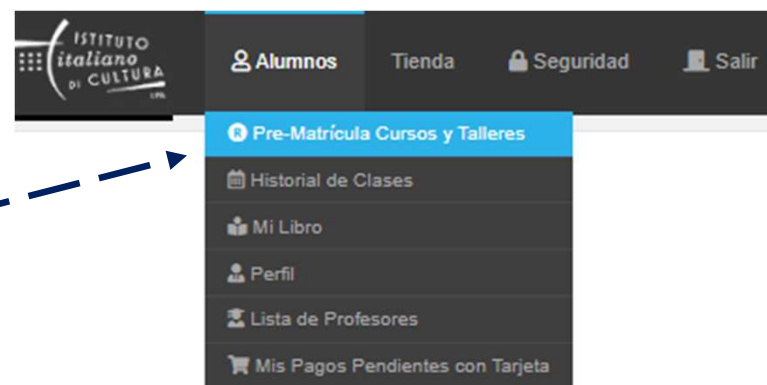 ISTITUTO
italiano
DI CULTURA
Alumnos
Tienda
Seguridad
Salir
R Pre-Matrícula Cursos y Talleres
Historial de Clases
Mi Libro
Perfil
Lista de Profesores
Mis Pagos Pendientes con Tarjeta